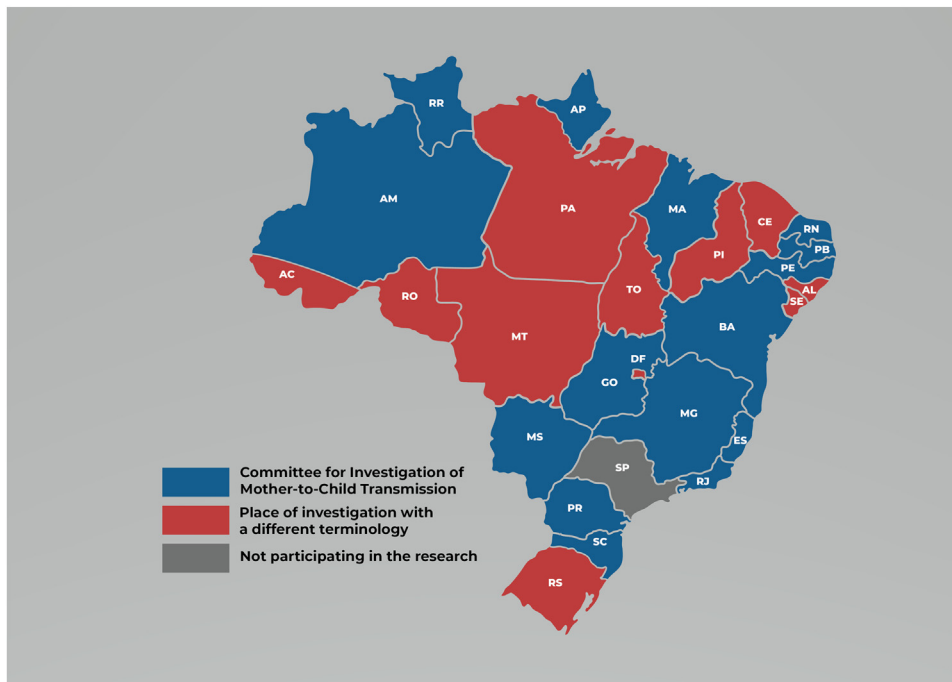 RR
AP
AM
PA
MA
CE
RN
PB
PI
PE
AC
RO
TO
AL
SE
MT
BA
DF
GO
MG
MS
ES
SP
RJ
PR
SC
RS
Committee for Investigation of
Mother-to-Child Transmission
Place of investigation with
a different terminology
Not participating in the research